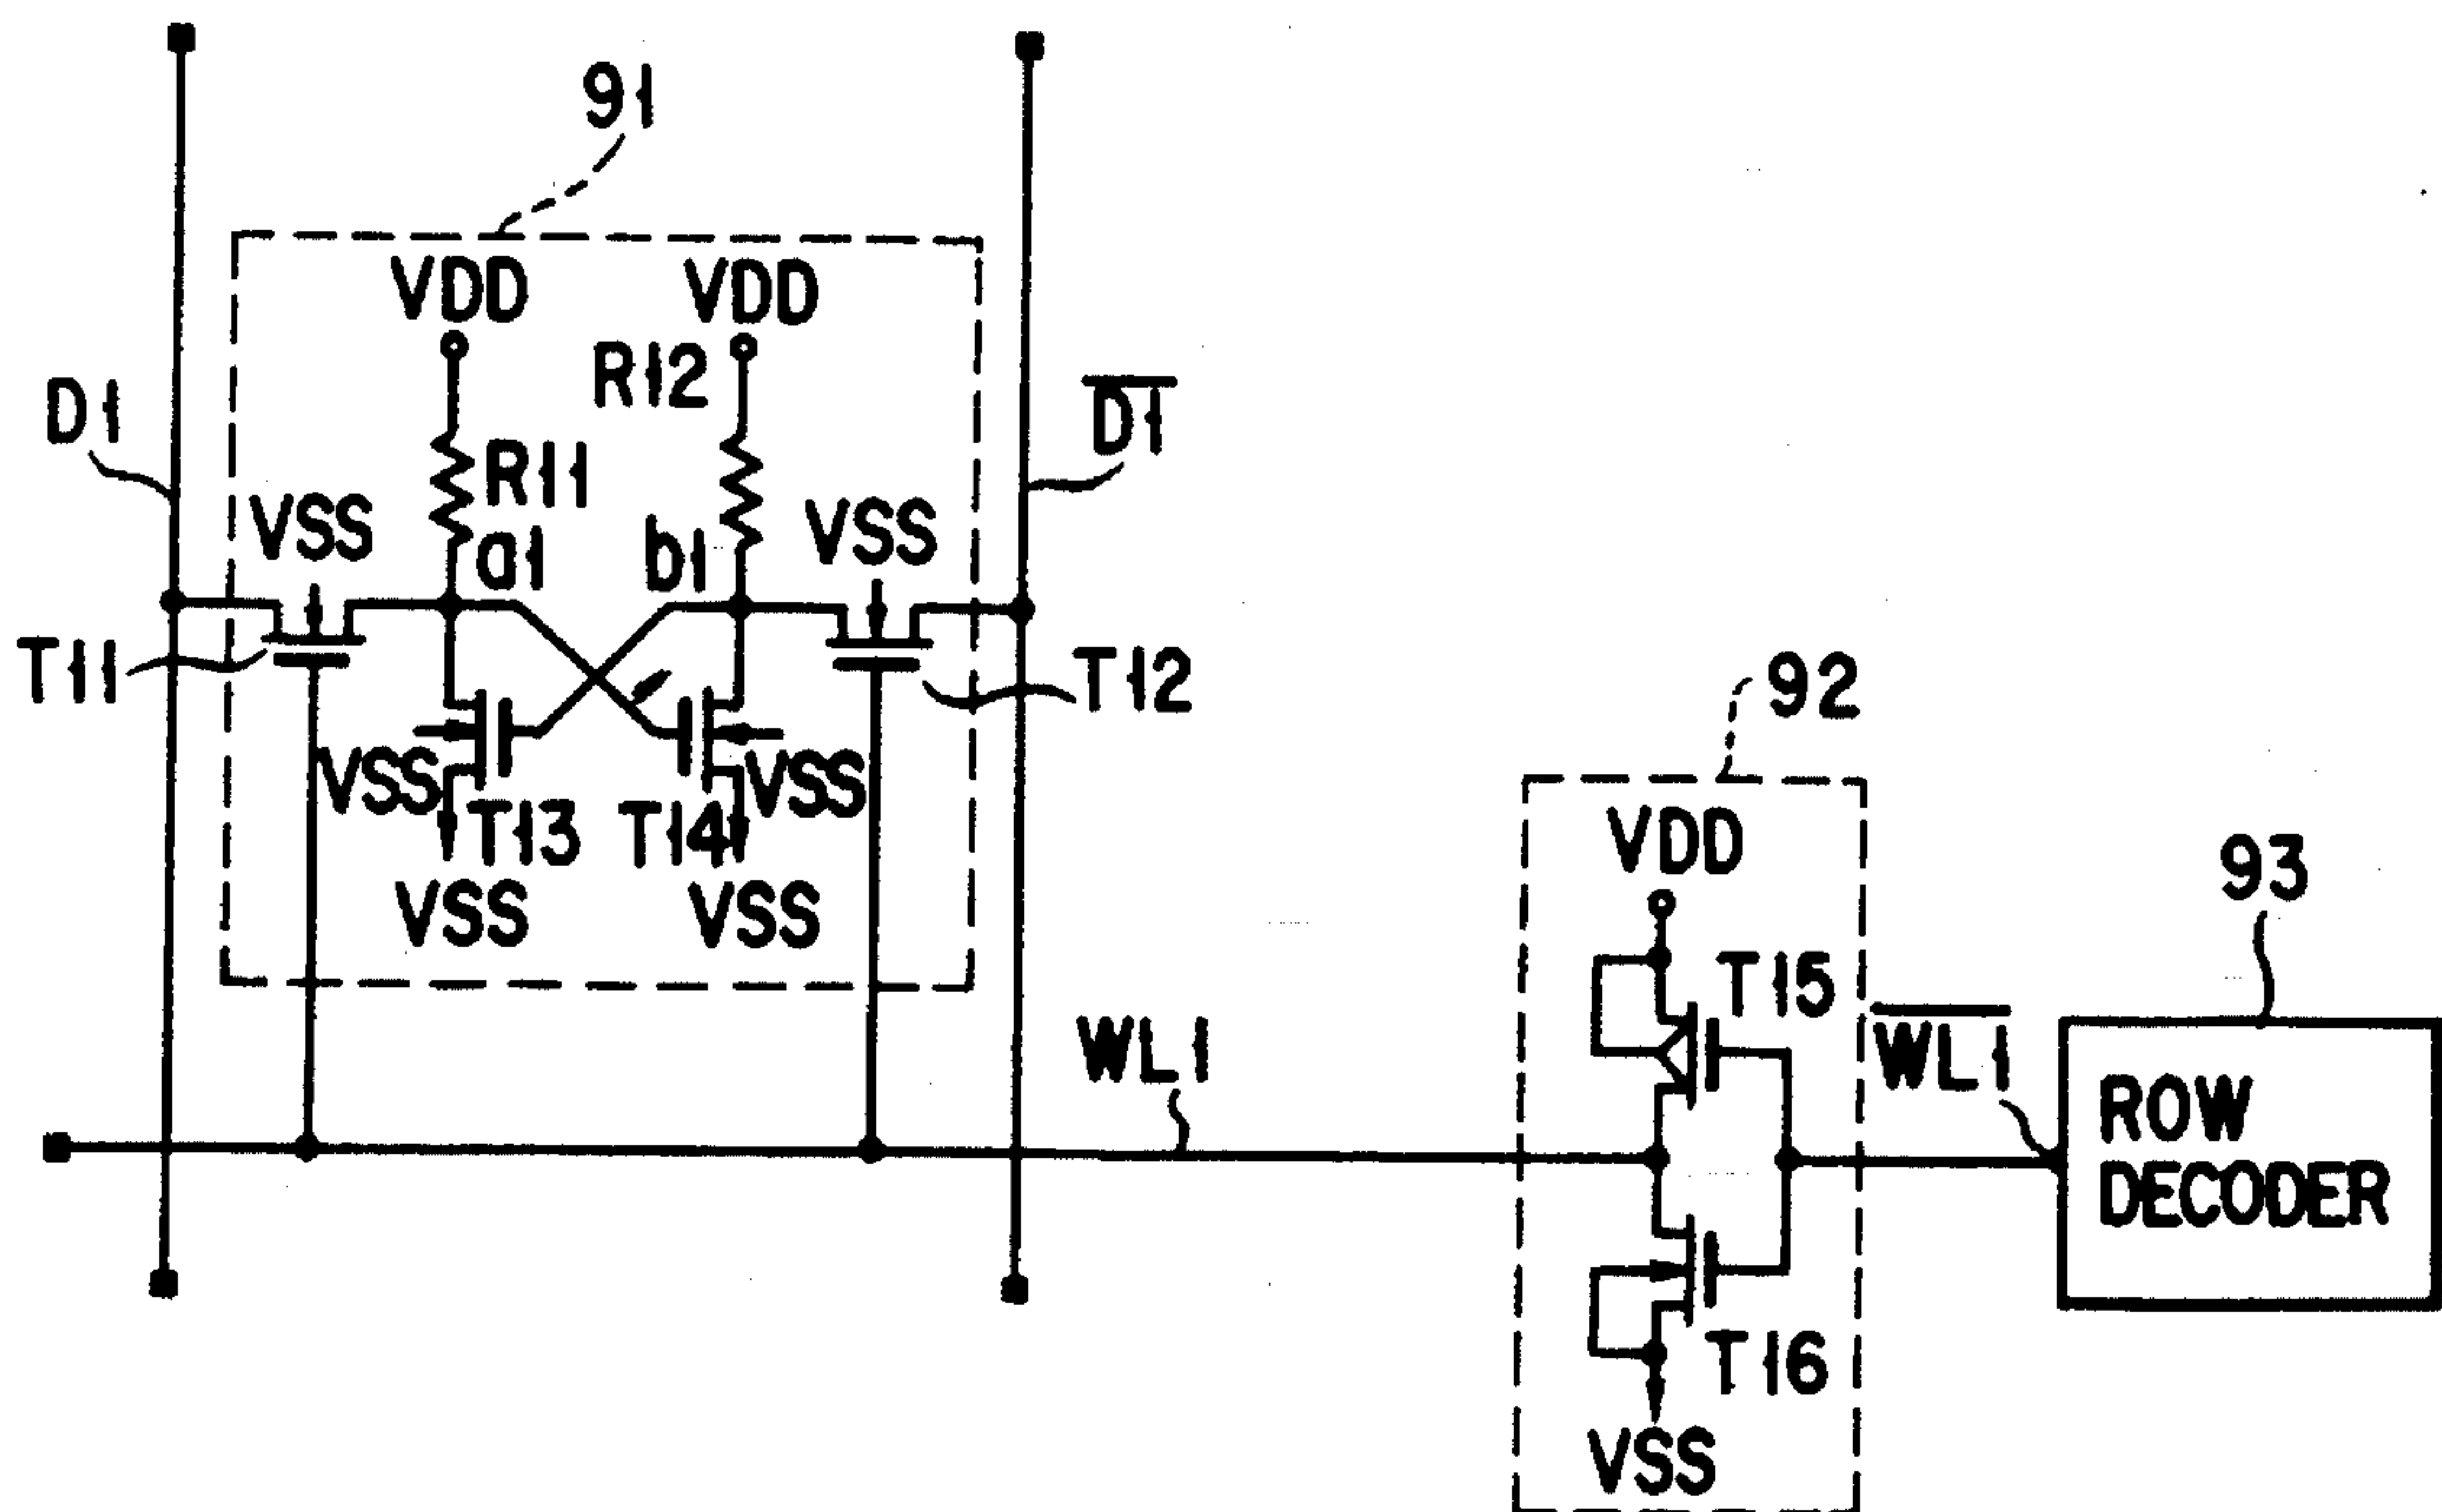 91
VDD VDD
R12
D1
D1
R11
VSS
VSS
a1
b1
T11
T12
92
VSS
VSS
T13 T14
VDD
93
VSS
VSS
T15
WL1
WL1
ROW
DECODER
T16
VSS